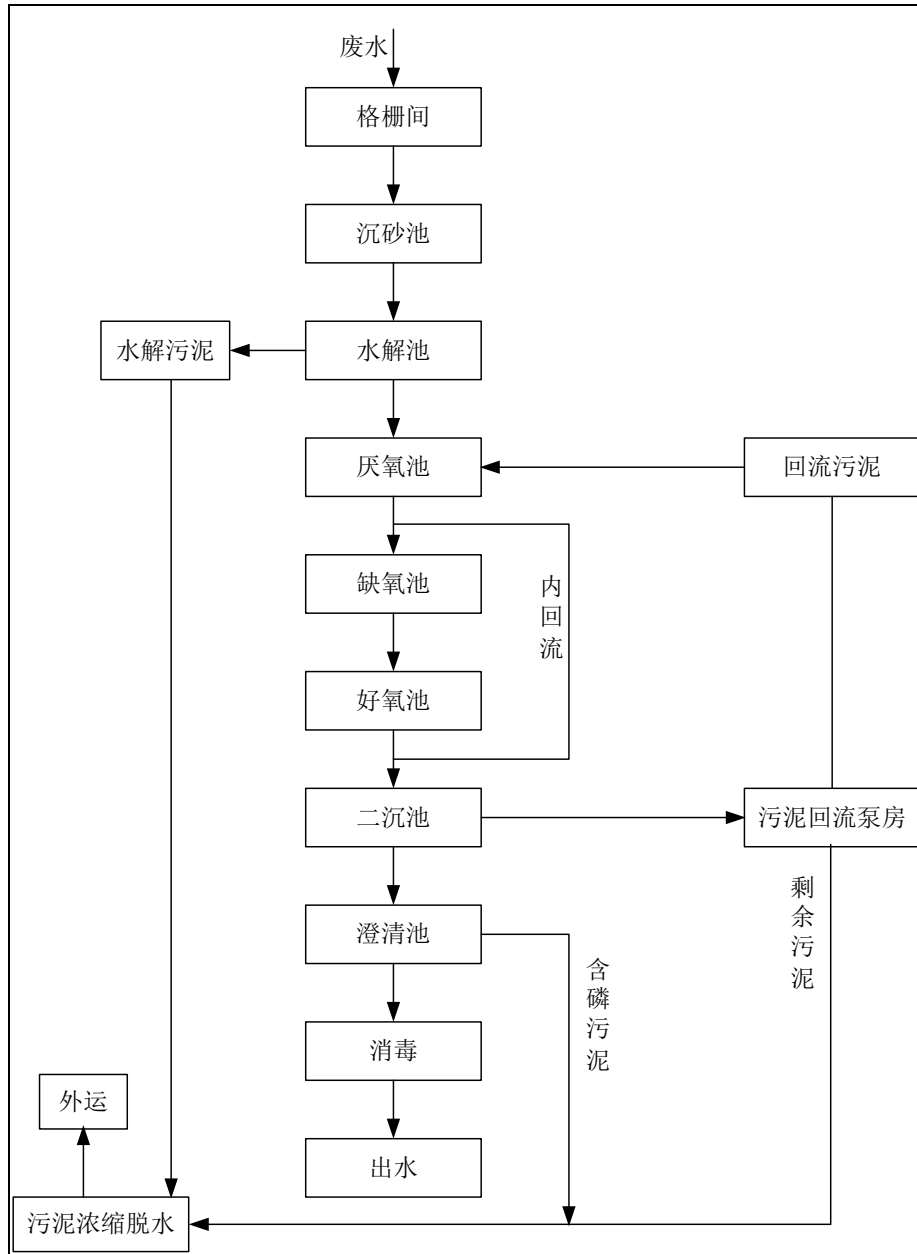 废水
格栅间
沉砂池
水解污泥
水解池
厌氧池
回流污泥
缺氧池
内回流
好氧池
二沉池
污泥回流泵房
剩余污泥
澄清池
含磷污泥
消毒
外运
出水
污泥浓缩脱水